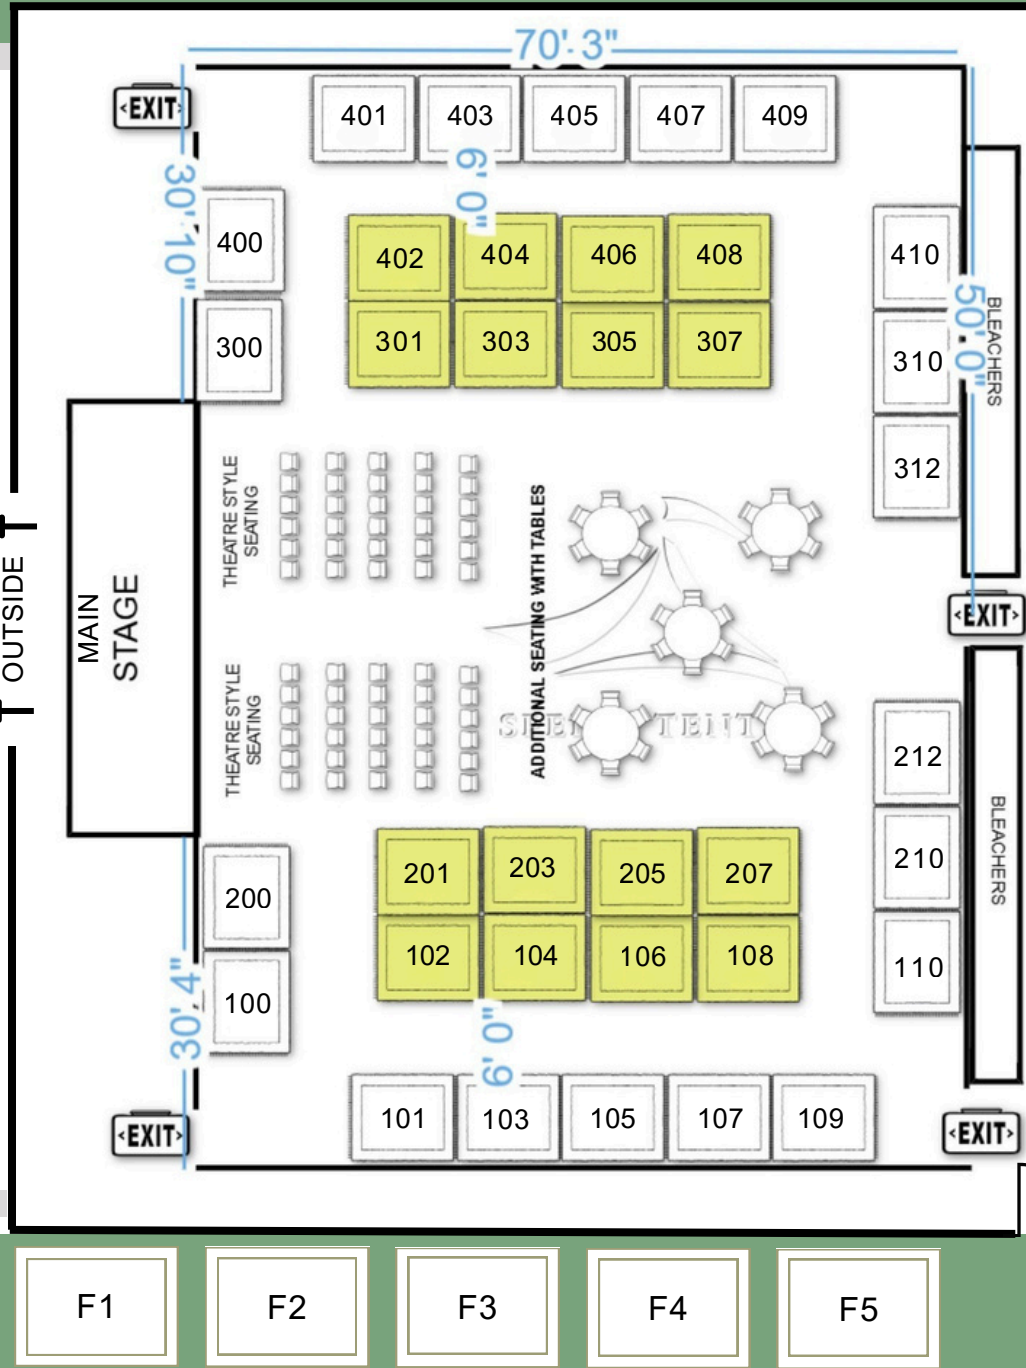 70'- 3"
<EXIT>
401 403 405 407 409
6' 0"
30'- 10"
400
402 404 406 408
410
300
301 303 305 307
310
50'- 0"
BLEACHERS
312
THEATRE STYLE
SEATING
ADDITIONAL SEATING WITH TABLES
OUTSIDE
MAIN
STAGE
<EXIT>
THEATRE STYLE
SEATING
TENT
212
BLEACHERS
201 203 205 207
210
200
102 104 106 108
110
100
30'- 4"
6' 0"
101 103 105 107 109
<EXIT>
<EXIT>
F1 F2 F3 F4 F5